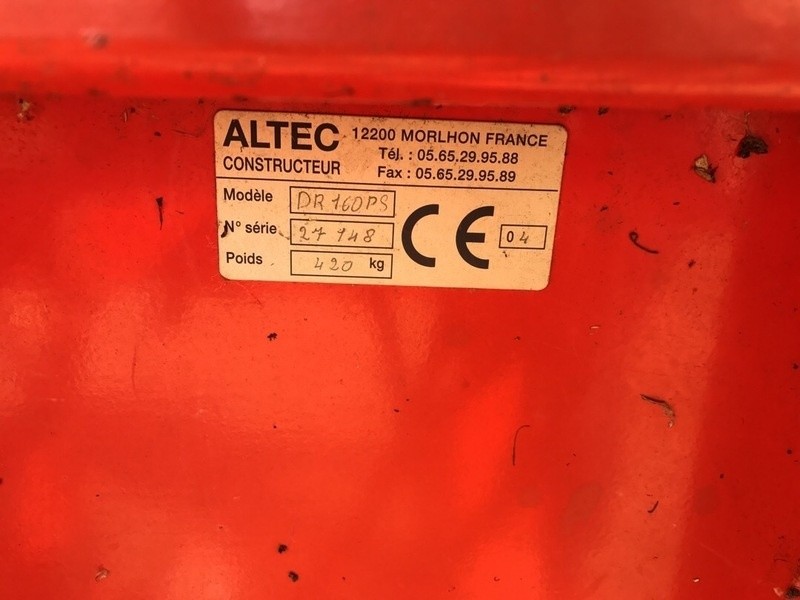 ALTEC 12200 MORLHON FRANCE
CONSTRUCTEUR Tél. : 05.65.29.95.88
Fax : 05.65.29.95.89
Modèle DR 160PS
N° série 27 148
Poids 420 kg
CE 04